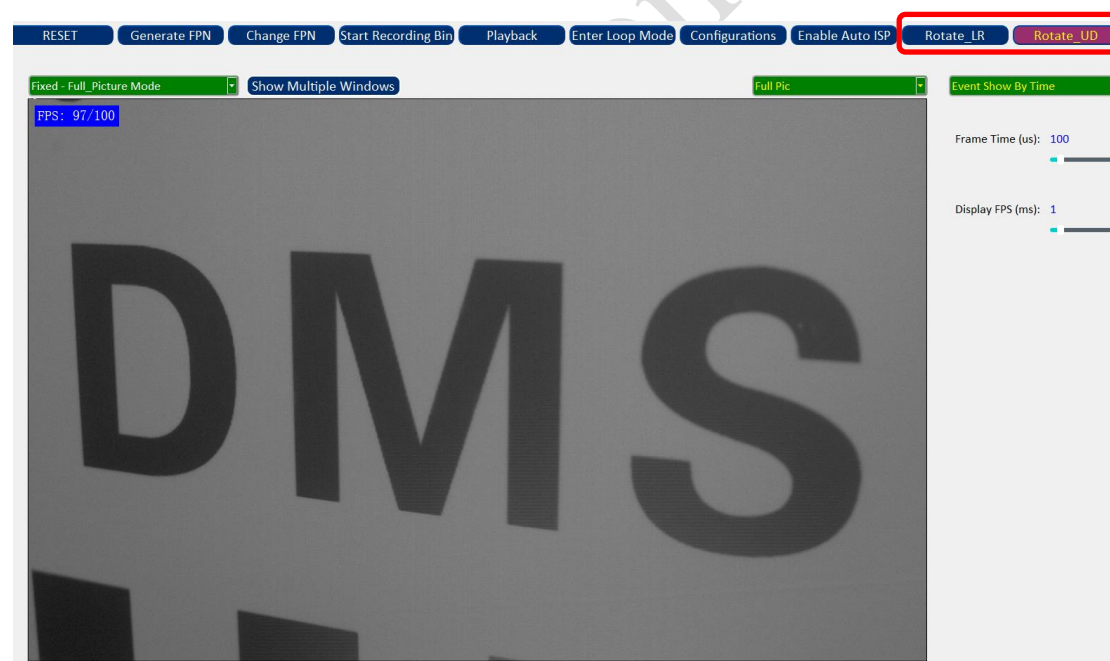 RESET Generate FPN Change FPN Start Recording Bin Playback Enter Loop Mode Configurations Enable Auto ISP Rotate_LR Rotate_UD
Fixed - Full_Picture Mode Show Multiple Windows Full Pic Event Show By Time
FPS: 97/100
Frame Time (us): 100
Display FPS (ms): 1
DMS